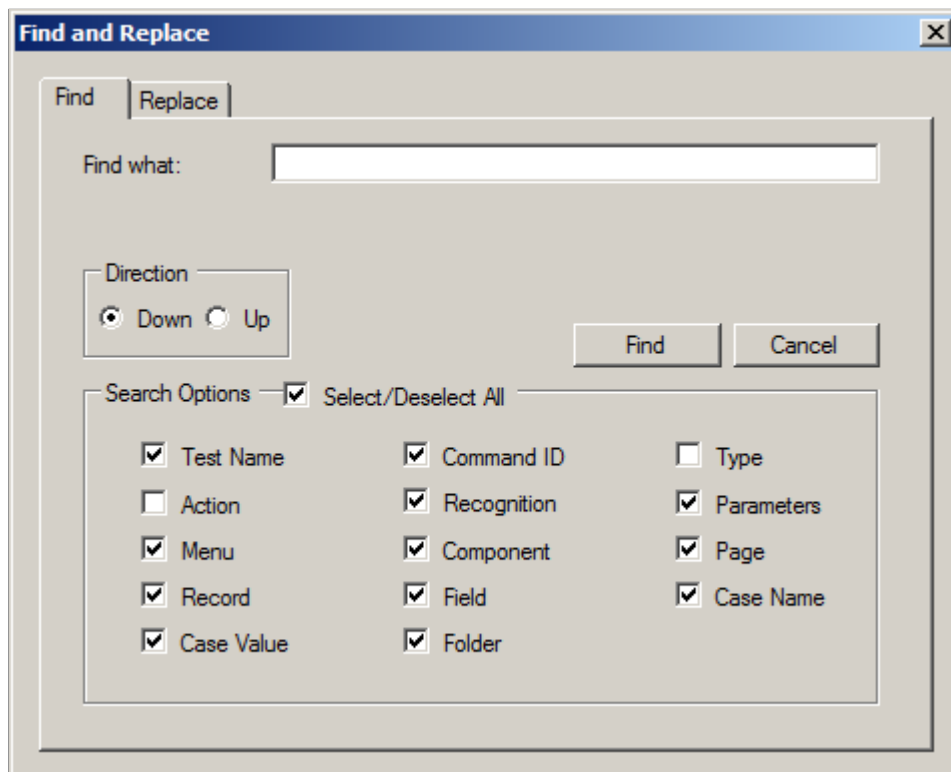 Find and Replace
Find Replace
Find what:
Direction
Down Up
Find Cancel
Search Options Select/Deselect All
Test Name Command ID Type
Action Recognition Parameters
Menu Component Page
Record Field Case Name
Case Value Folder